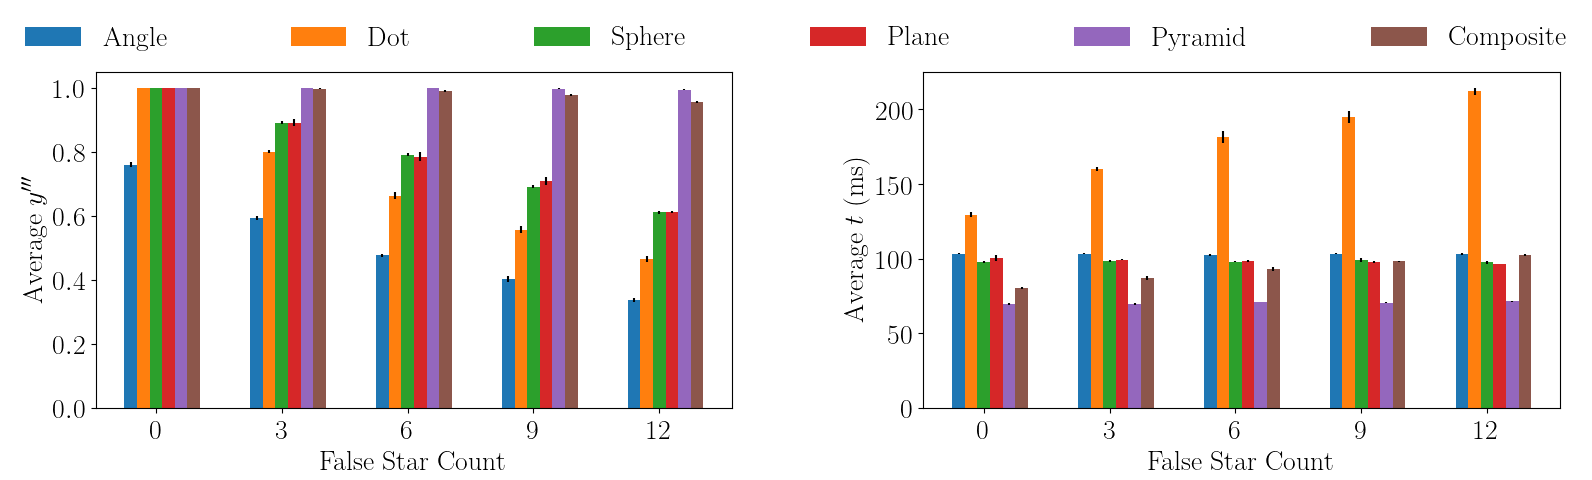 Angle Dot Sphere Plane Pyramid Composite
1.0
0.8
0.6
0.4
0.2
0.0
Average y'''
0 3 6 9 12
False Star Count
200
150
100
50
0
Average t (ms)
0 3 6 9 12
False Star Count